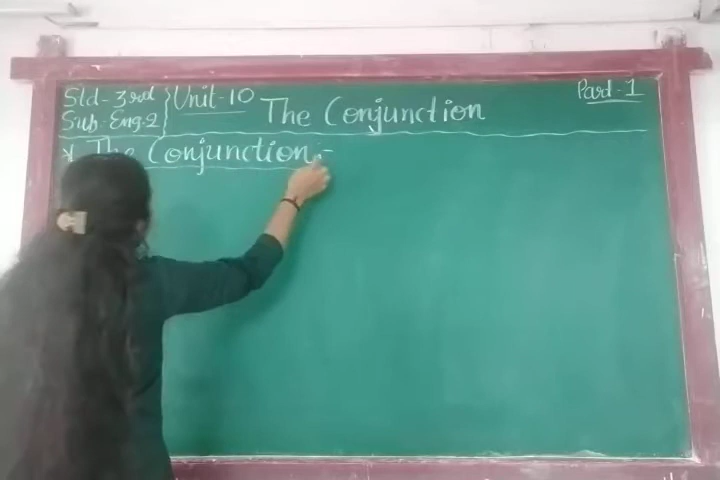 Std - 3rd } Unit - 10 The Conjunction Part - 1
Sub - Eng - 2
* The Conjunction :-